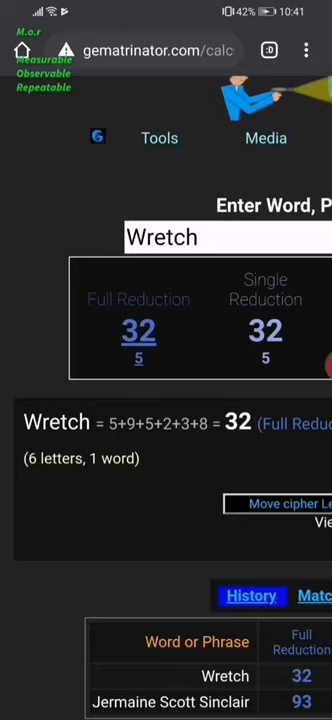 42% 10:41
M.o.r
Measurable
Observable
Repeatable
gematrinator.com/calc
:D
G
Tools Media
Enter Word, P
Wretch
Full Reduction Single Reduction
32 32
5 5
Wretch = 5+9+5+2+3+8 = 32 (Full Redu
(6 letters, 1 word)
Move cipher Le
Vie
History Matc
Word or Phrase Full Reduction
Wretch 32
Jermaine Scott Sinclair 93